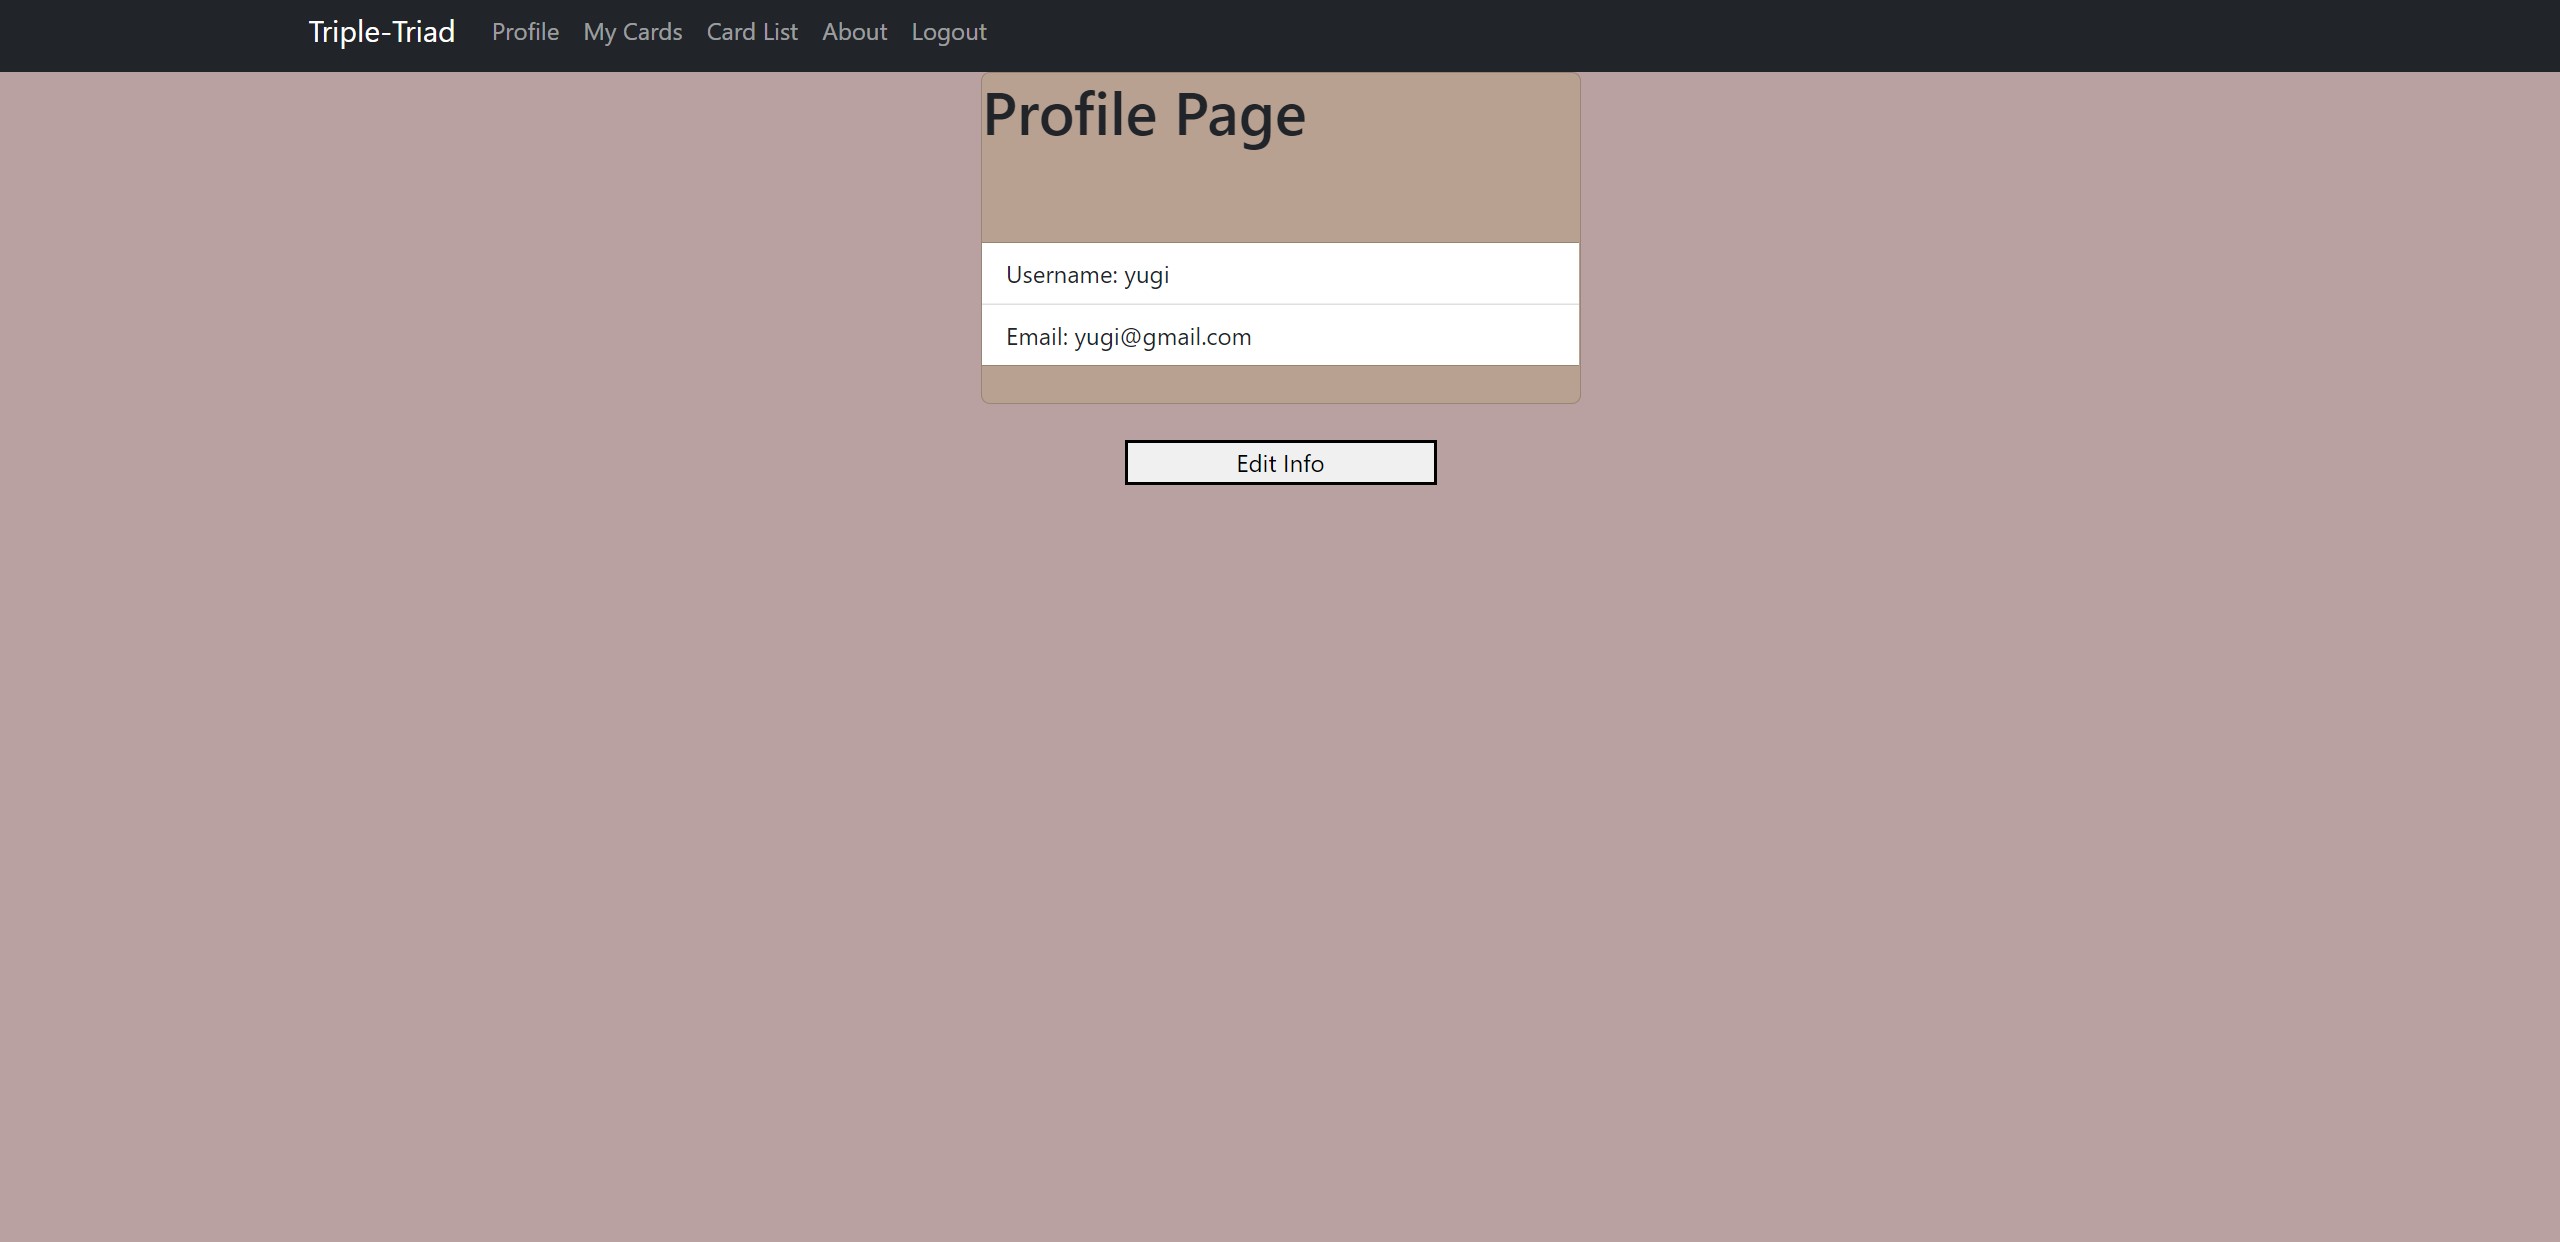 Triple-Triad Profile My Cards Card List About Logout
Profile Page
Username: yugi
Email: yugi@gmail.com
Edit Info